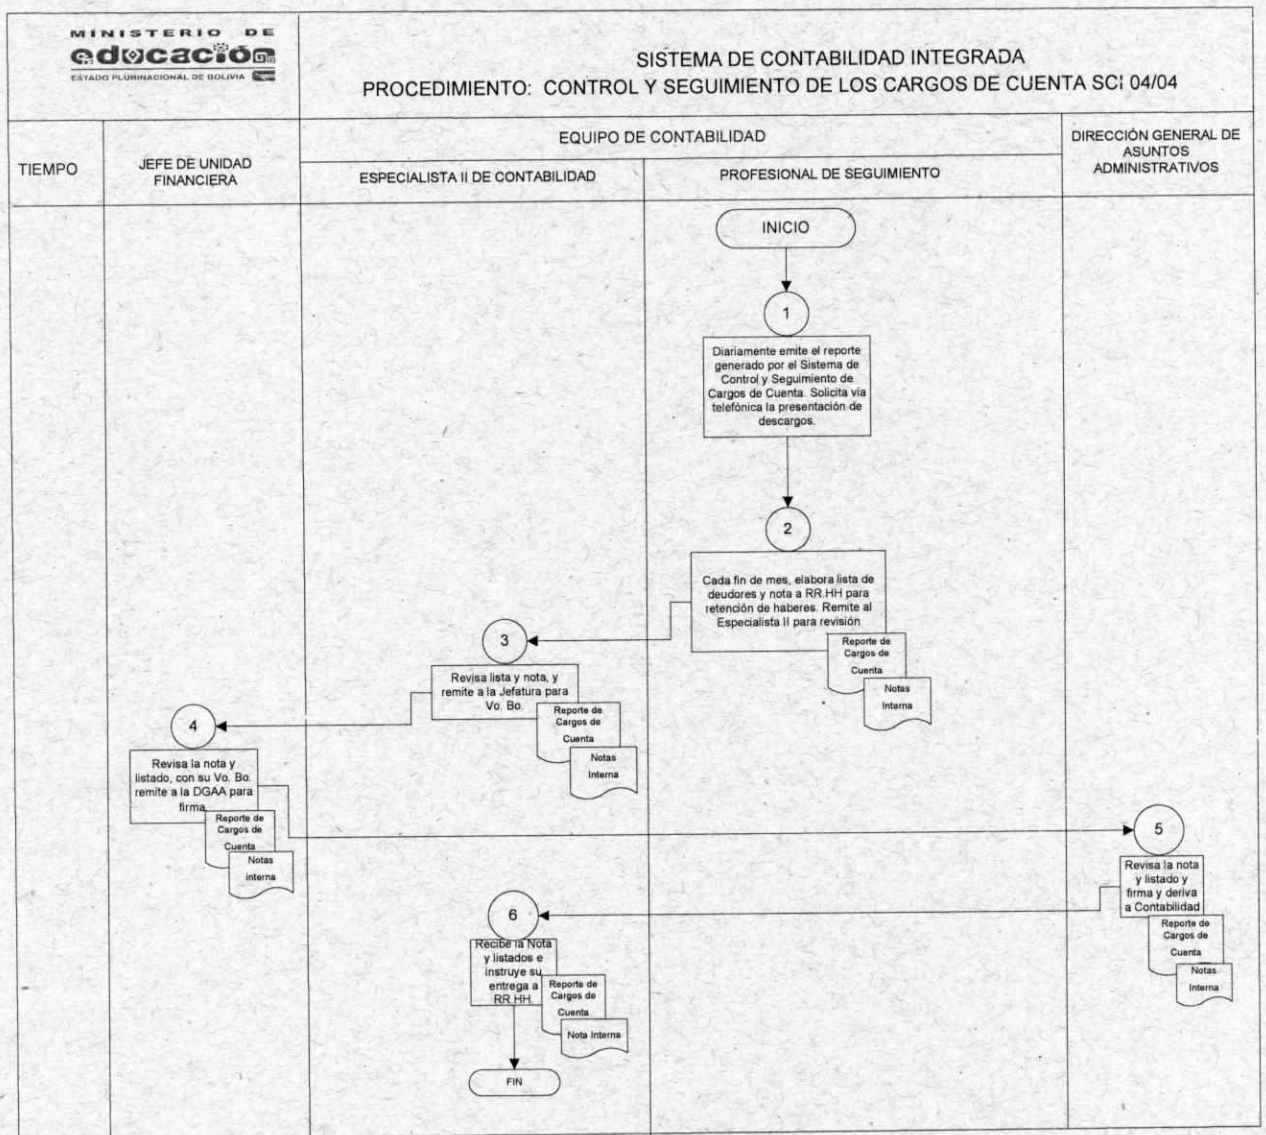 MINISTERIO DE
educación
ESTADO PLURINACIONAL DE BOLIVIA
SISTEMA DE CONTABILIDAD INTEGRADA
PROCEDIMIENTO: CONTROL Y SEGUIMIENTO DE LOS CARGOS DE CUENTA SCI 04/04
TIEMPO
JEFE DE UNIDAD
FINANCIERA
EQUIPO DE CONTABILIDAD
ESPECIALISTA II DE CONTABILIDAD
PROFESIONAL DE SEGUIMIENTO
DIRECCIÓN GENERAL DE
ASUNTOS
ADMINISTRATIVOS
INICIO
1
Diariamente emite el reporte
generado por el Sistema de
Control y Seguimiento de
Cargos de Cuenta. Solicita vía
telefónica la presentación de
descargos.
2
Cada fin de mes, elabora lista de
deudores y nota a RR.HH para
retención de haberes. Remite al
Especialista II para revisión
Reporte de
Cargos de
Cuenta
Notas
Interna
3
Revisa lista y nota, y
remite a la Jefatura para
Vo. Bo.
Reporte de
Cargos de
Cuenta
Notas
Interna
4
Revisa la nota y
listado, con su Vo. Bo.
remite a la DGAA para
firma.
Reporte de
Cargos de
Cuenta
Notas
interna
5
Revisa la nota
y listado y
firma y deriva
a Contabilidad
Reporte de
Cargos de
Cuenta
Notas
Interna
6
Recibe la Nota
y listados e
instruye su
entrega a
RR.HH.
Reporte de
Cargos de
Cuenta
Nota Interna
FIN